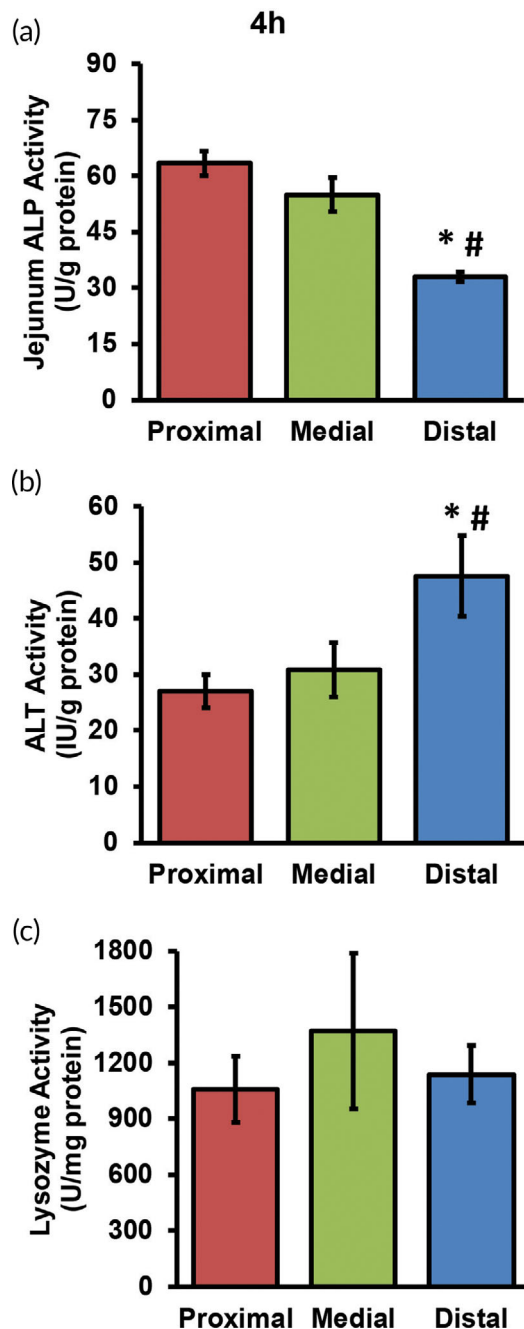 (a)
4h
Jejunum ALP Activity
(U/g protein)
90
75
60
45
30
15
0
* #
Proximal Medial Distal
(b)
ALT Activity
(IU/g protein)
60
50
40
30
20
10
0
* #
Proximal Medial Distal
(c)
Lysozyme Activity
(U/mg protein)
1800
1500
1200
900
600
300
0
Proximal Medial Distal